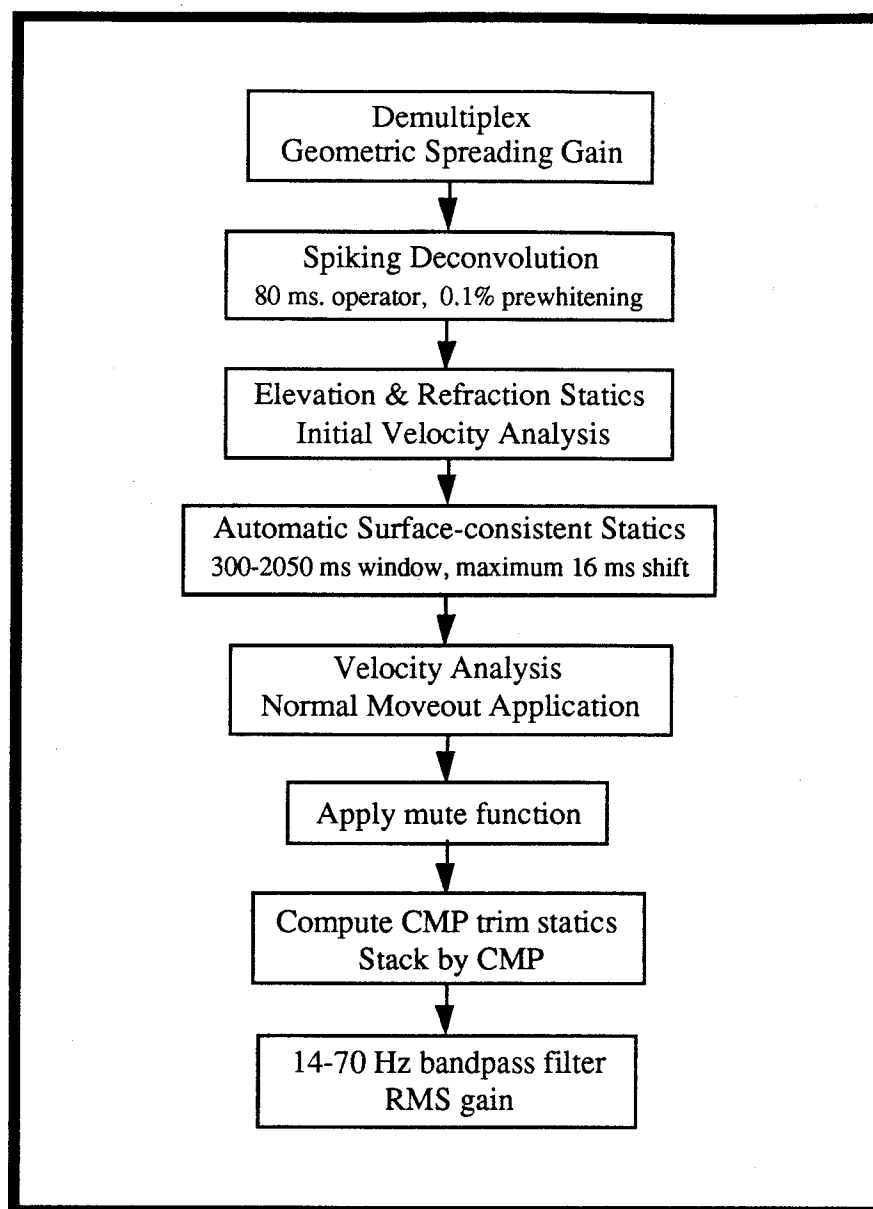 Demultiplex
Geometric Spreading Gain
Spiking Deconvolution
80 ms. operator, 0.1% prewhitening
Elevation & Refraction Statics
Initial Velocity Analysis
Automatic Surface-consistent Statics
300-2050 ms window, maximum 16 ms shift
Velocity Analysis
Normal Moveout Application
Apply mute function
Compute CMP trim statics
Stack by CMP
14-70 Hz bandpass filter
RMS gain